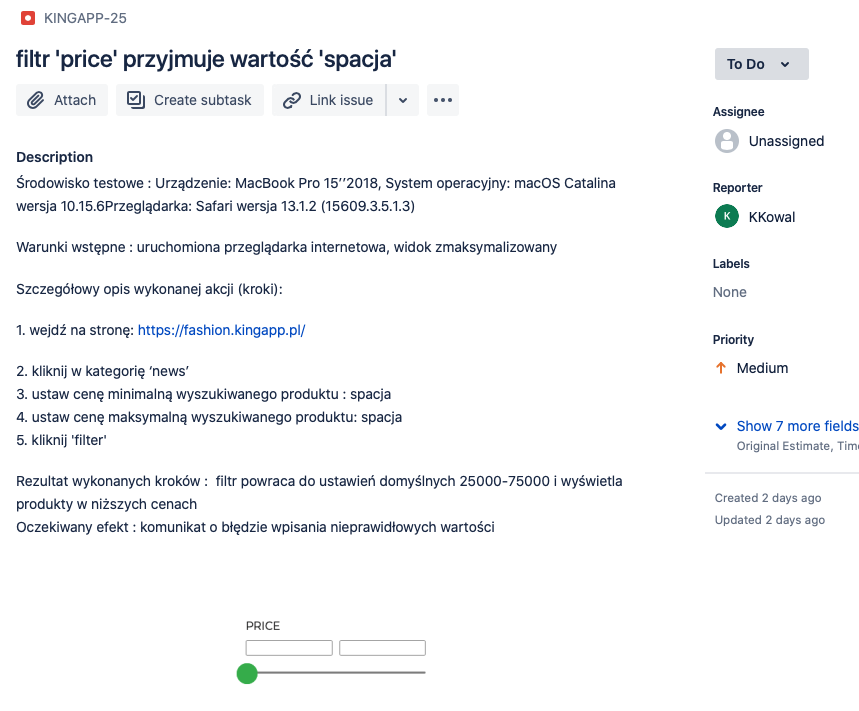 KINGAPP-25
filtr 'price' przyjmuje wartość 'spacja'
Attach
Create subtask
Link issue
Description
Środowisko testowe : Urządzenie: MacBook Pro 15’’2018, System operacyjny: macOS Catalina
wersja 10.15.6Przeglądarka: Safari wersja 13.1.2 (15609.3.5.1.3)
Warunki wstępne : uruchomiona przeglądarka internetowa, widok zmaksymalizowany
Szczegółowy opis wykonanej akcji (kroki):
1. wejdź na stronę: https://fashion.kingapp.pl/
2. kliknij w kategorię ‘news’
3. ustaw cenę minimalną wyszukiwanego produktu : spacja
4. ustaw cenę maksymalną wyszukiwanego produktu: spacja
5. kliknij 'filter'
Rezultat wykonanych kroków :  filtr powraca do ustawień domyślnych 25000-75000 i wyświetla
produkty w niższych cenach
Oczekiwany efekt : komunikat o błędzie wpisania nieprawidłowych wartości
PRICE
To Do
Assignee
Unassigned
Reporter
K KKowal
Labels
None
Priority
Medium
Show 7 more fields
Original Estimate, Time
Created 2 days ago
Updated 2 days ago